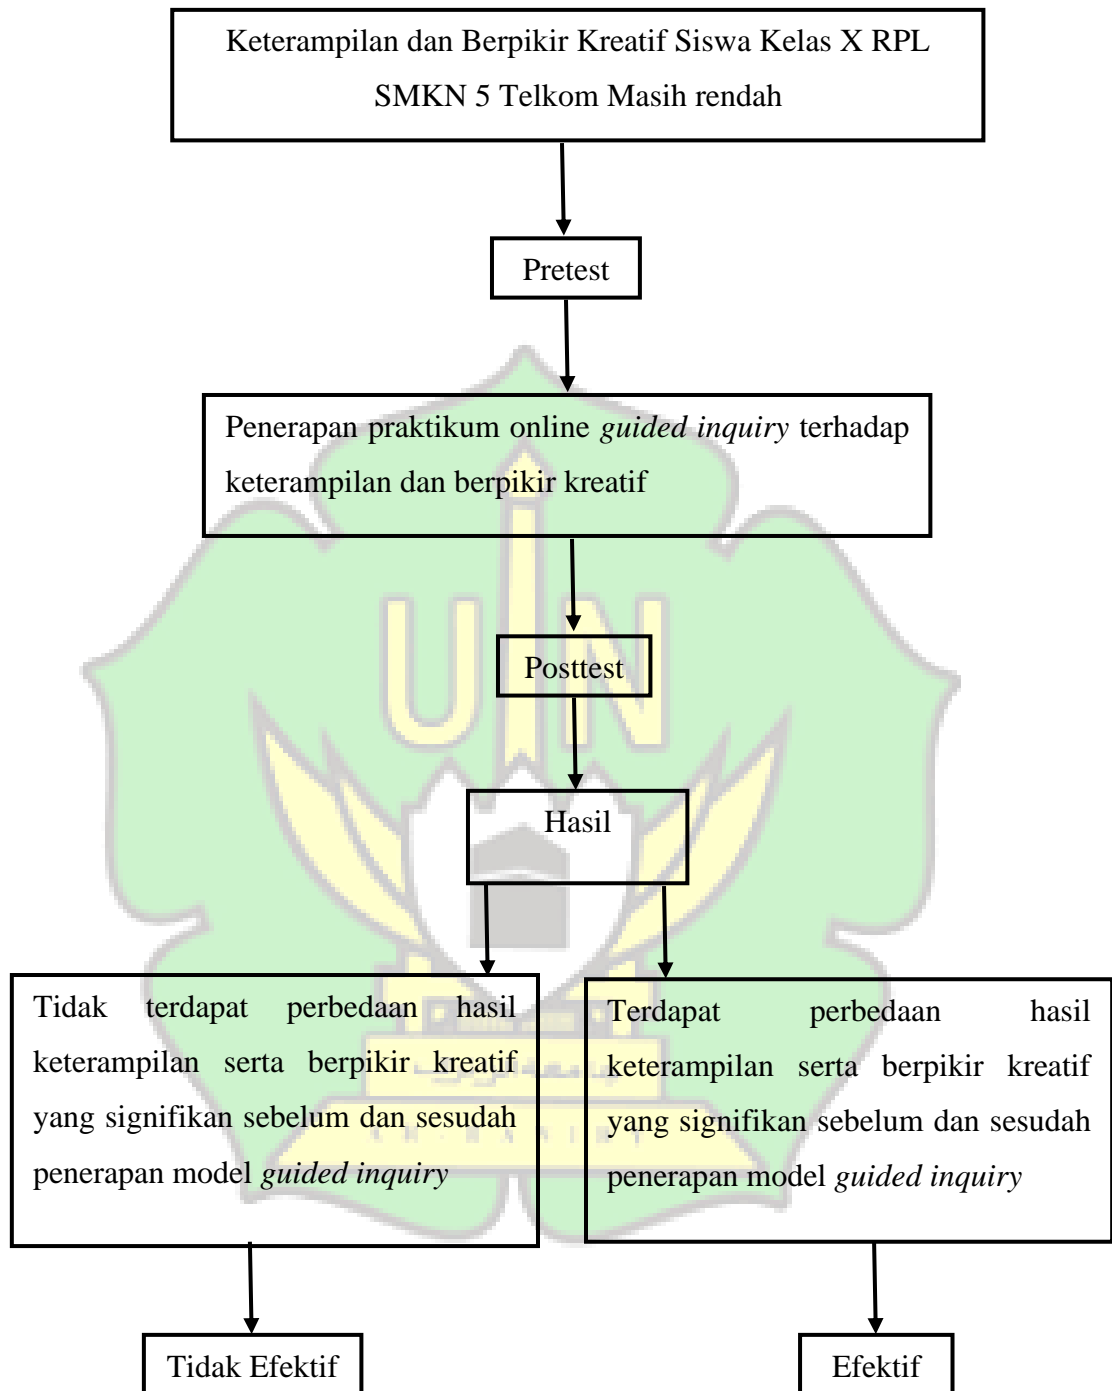 Keterampilan dan Berpikir Kreatif Siswa Kelas X RPL
SMKN 5 Telkom Masih rendah
Pretest
Penerapan praktikum online guided inquiry terhadap
keterampilan dan berpikir kreatif
UIN
Posttest
Hasil
Tidak terdapat perbedaan hasil
keterampilan serta berpikir kreatif
yang signifikan sebelum dan sesudah
penerapan model guided inquiry
Terdapat perbedaan hasil
keterampilan serta berpikir kreatif
yang signifikan sebelum dan sesudah
penerapan model guided inquiry
Tidak Efektif
Efektif